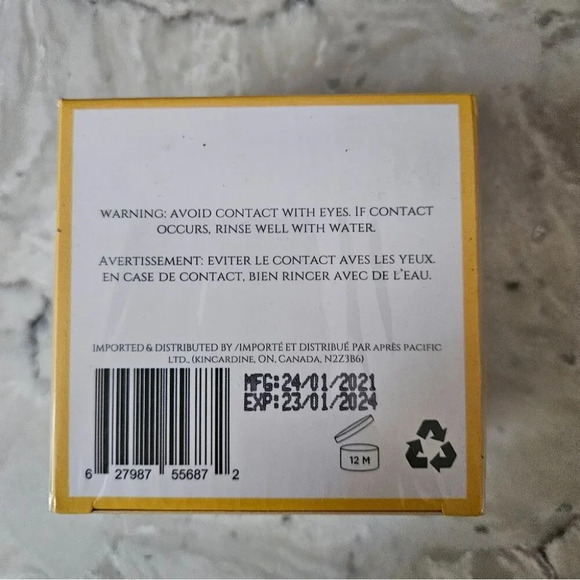 WARNING: AVOID CONTACT WITH EYES. IF CONTACT
OCCURS, RINSE WELL WITH WATER.
AVERTISSEMENT: EVITER LE CONTACT AVES LES YEUX.
EN CASE DE CONTACT, BIEN RINCER AVEC DE L'EAU.
IMPORTED & DISTRIBUTED BY /IMPORTÉ ET DISTRIBUÉ PAR APRÈS PACIFIC
LTD., (KINCARDINE, ON, CANADA, N2Z3B6)
MFG:24/01/2021
EXP:23/01/2024
12 M
6 27987 55687 2